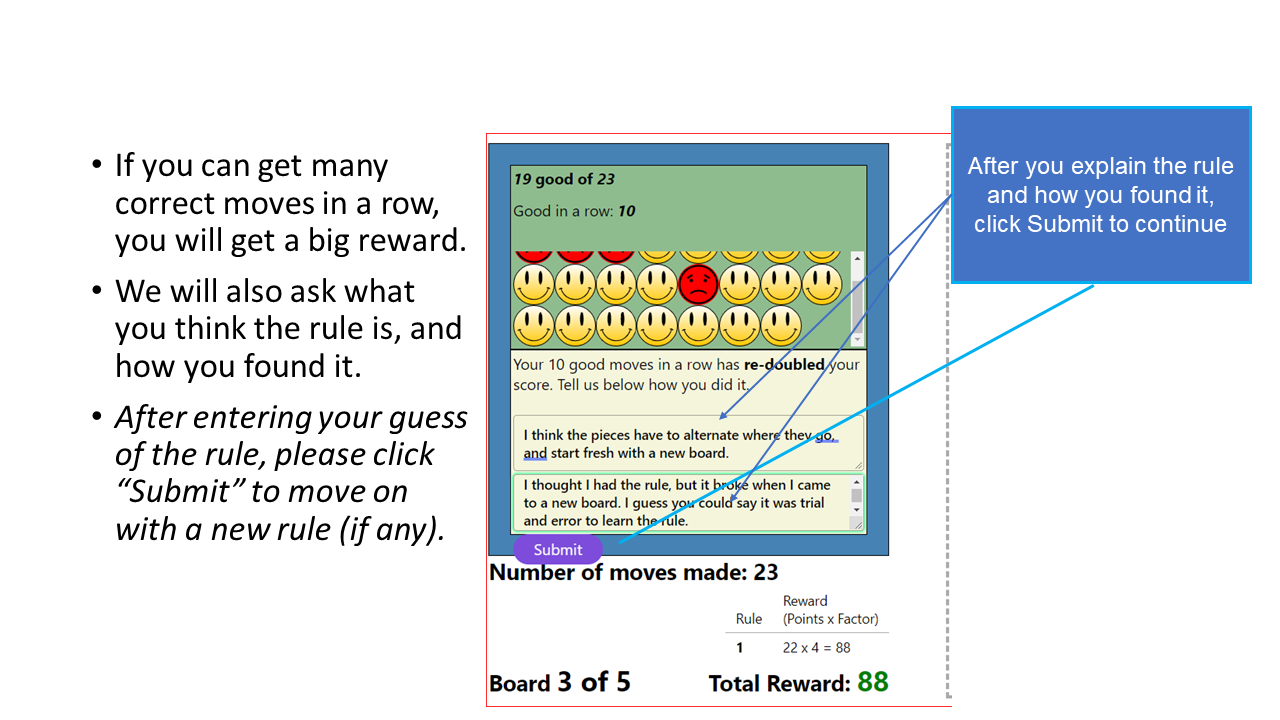 • If you can get many
correct moves in a row,
you will get a big reward.
• We will also ask what
you think the rule is, and
how you found it.
• After entering your guess
of the rule, please click
“Submit” to move on
with a new rule (if any).
19 good of 23
Good in a row: 10
Your 10 good moves in a row has re-doubled your
score. Tell us below how you did it.
I think the pieces have to alternate where they go,
and start fresh with a new board.
I thought I had the rule, but it broke when I came
to a new board. I guess you could say it was trial
and error to learn the rule.
Submit
Number of moves made: 23
Reward
Rule (Points x Factor)
1 22 x 4 = 88
Board 3 of 5 Total Reward: 88
After you explain the rule
and how you found it,
click Submit to continue